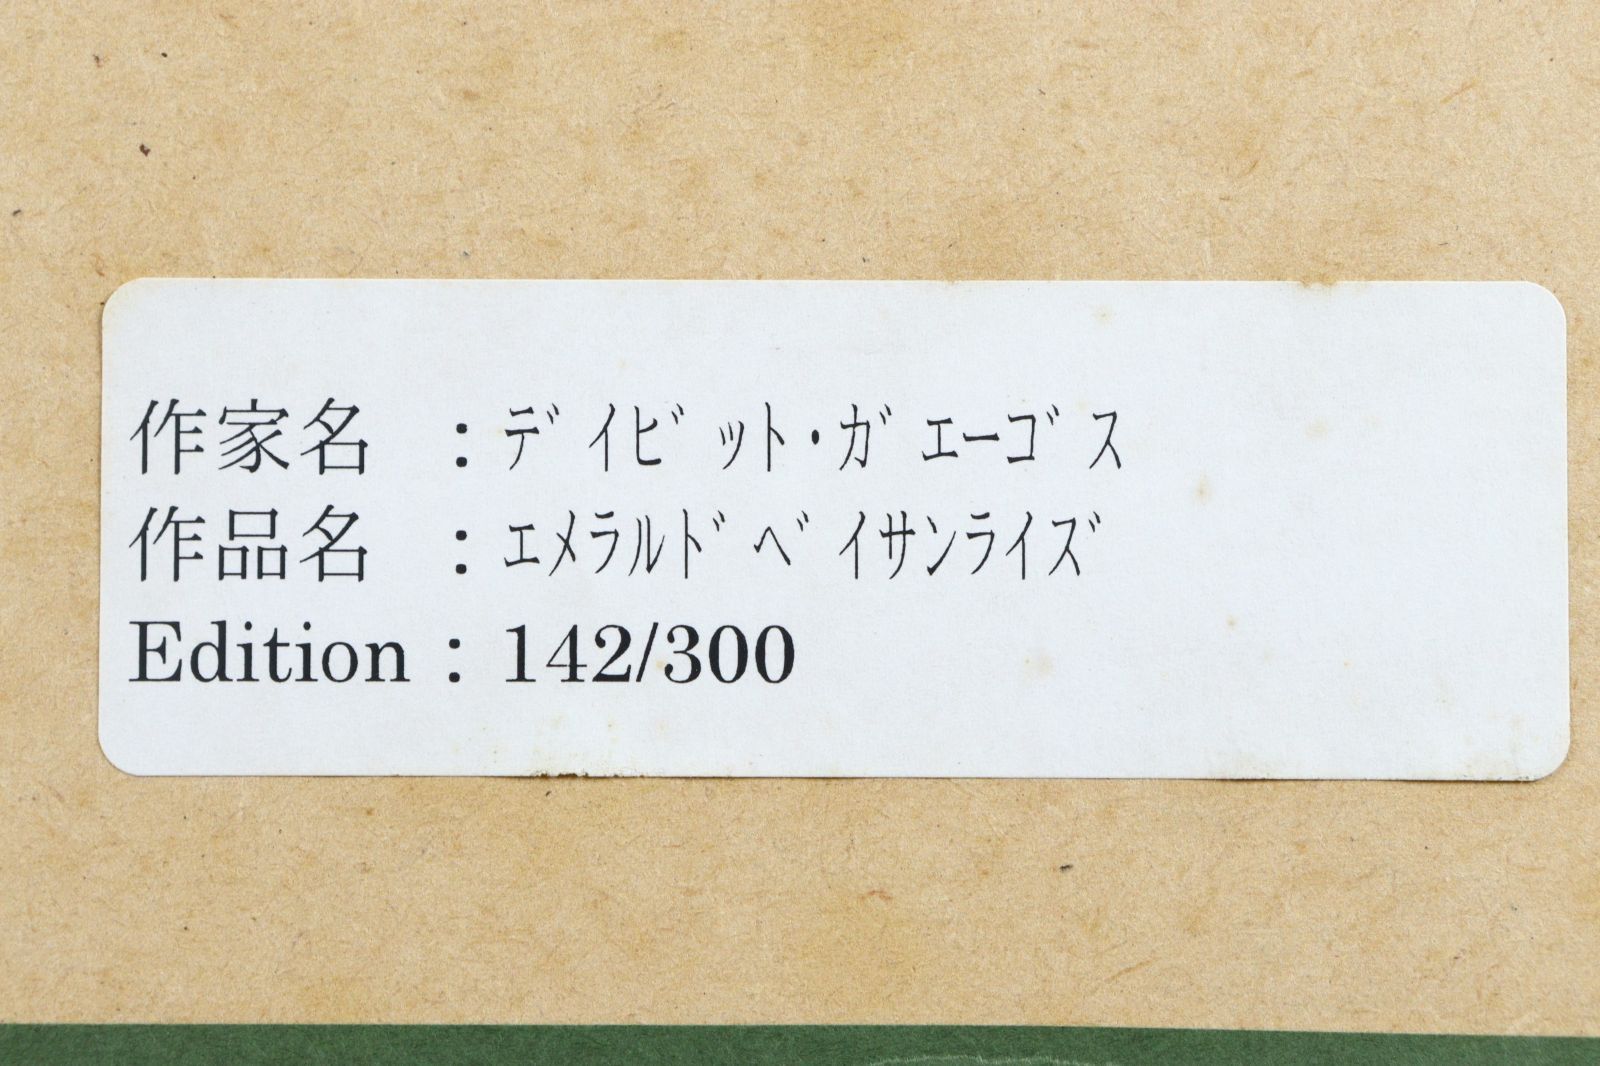 作家名　：ﾃﾞｲﾋﾞｯﾄ・ｶﾞｴｰｺﾞｽ
作品名　：ｴﾒﾗﾙﾄﾞﾍﾞｲｻﾝﾗｲｽﾞ
Edition：142/300